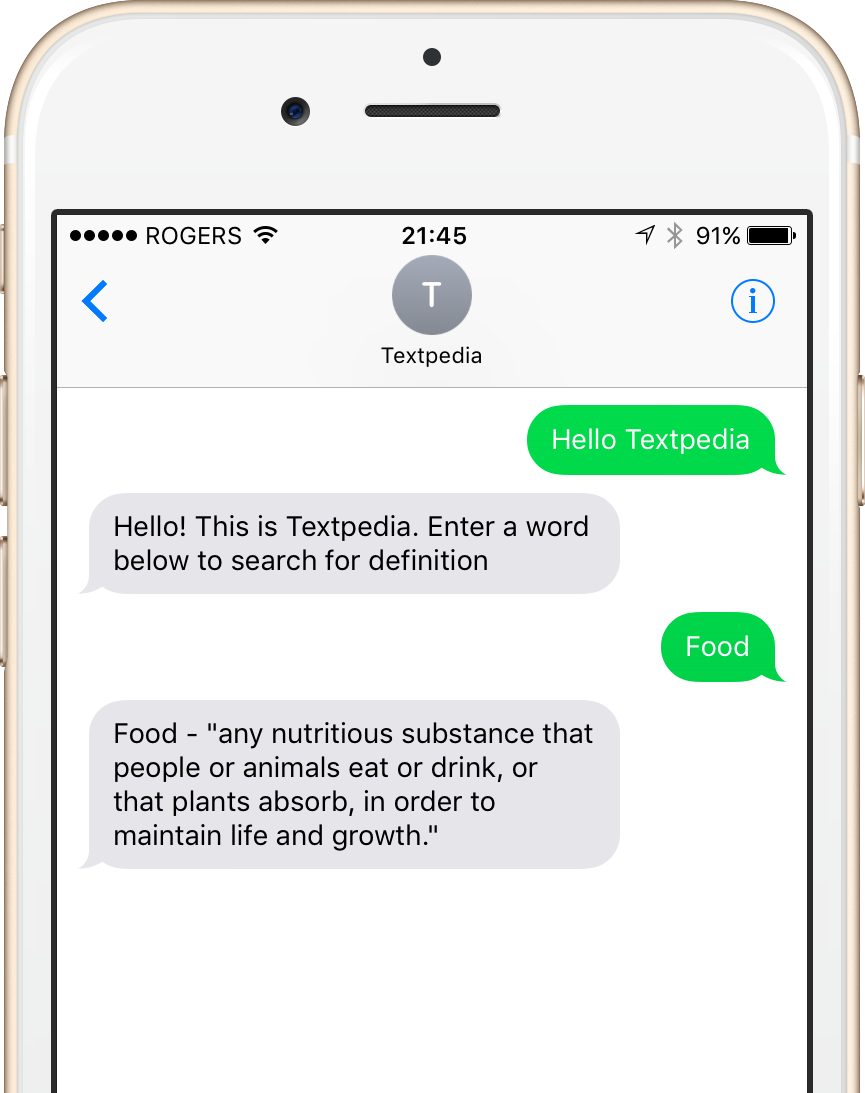 ROGERS 21:45 91%
T
Textpedia
Hello Textpedia
Hello! This is Textpedia. Enter a word
below to search for definition
Food
Food - "any nutritious substance that
people or animals eat or drink, or
that plants absorb, in order to
maintain life and growth."